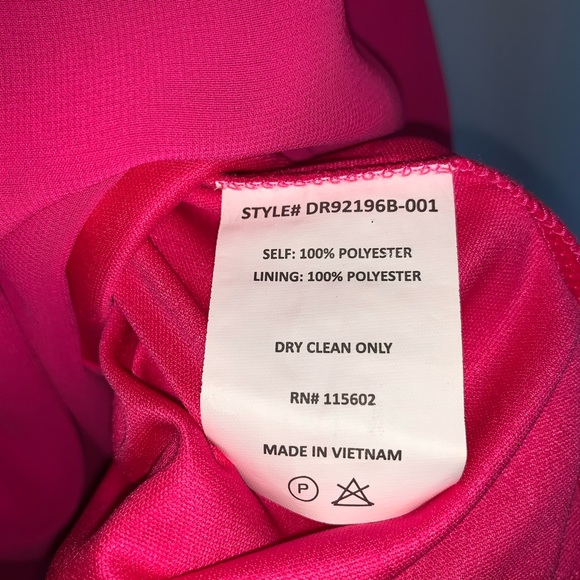 STYLE# DR92196B-001
SELF: 100% POLYESTER
LINING: 100% POLYESTER
DRY CLEAN ONLY
RN# 115602
MADE IN VIETNAM
P